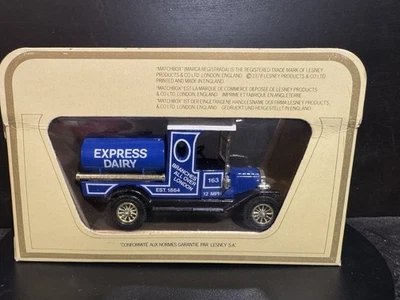 "MATCHBOX" (MARCA REGISTRADA) IS THE REGISTERED TRADE MARK OF LESNEY
PRODUCTS & CO LTD. LONDON, ENGLAND. © 1978 LESNEY PRODUCTS & CO LTD.
PRINTED AND MADE IN ENGLAND
"MATCHBOX" EST LA MARQUE DE COMMERCE DEPOSEE DE LESNEY
PRODUCTS & CO LTD. LONDON, ENGLAND IMPRIME ET FABRIQUE EN ANGLETERRE
"MATCHBOX" IST DER EINGETRAGENE HANDELSNAME DER FIRMA LESNEY
PRODUCTS & CO LTD. LONDON, ENGLAND GEDRUCKT UND HERGESTELLT IN ENGLAND.
EXPRESS
DAIRY
EST. 1864
BRANCHES
ALL OVER
LONDON
163
12 MPH
"CONFORMITÉ AUX NORMES GARANTIE PAR LESNEY S.A."